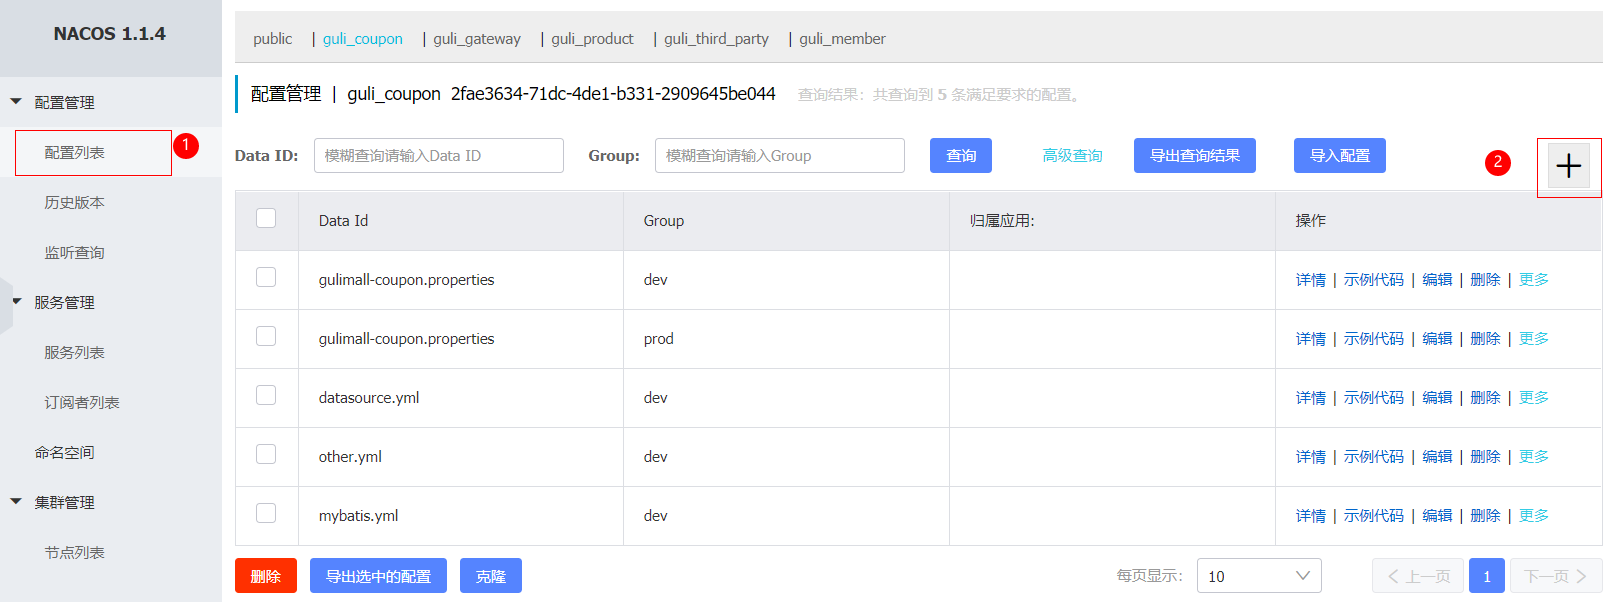 NACOS 1.1.4
配置管理
配置列表
1
历史版本
监听查询
服务管理
服务列表
订阅者列表
命名空间
集群管理
节点列表
public | guli_coupon | guli_gateway | guli_product | guli_third_party | guli_member
配置管理 | guli_coupon 2fae3634-71dc-4de1-b331-2909645be044 查询结果：共查询到 5 条满足要求的配置。
Data ID: 模糊查询请输入Data ID Group: 模糊查询请输入Group 查询 高级查询 导出查询结果 导入配置 2 +
Data Id Group 归属应用: 操作
gulimall-coupon.properties dev 详情 | 示例代码 | 编辑 | 删除 | 更多
gulimall-coupon.properties prod 详情 | 示例代码 | 编辑 | 删除 | 更多
datasource.yml dev 详情 | 示例代码 | 编辑 | 删除 | 更多
other.yml dev 详情 | 示例代码 | 编辑 | 删除 | 更多
mybatis.yml dev 详情 | 示例代码 | 编辑 | 删除 | 更多
删除 导出选中的配置 克隆 每页显示: 10 上一页 1 下一页